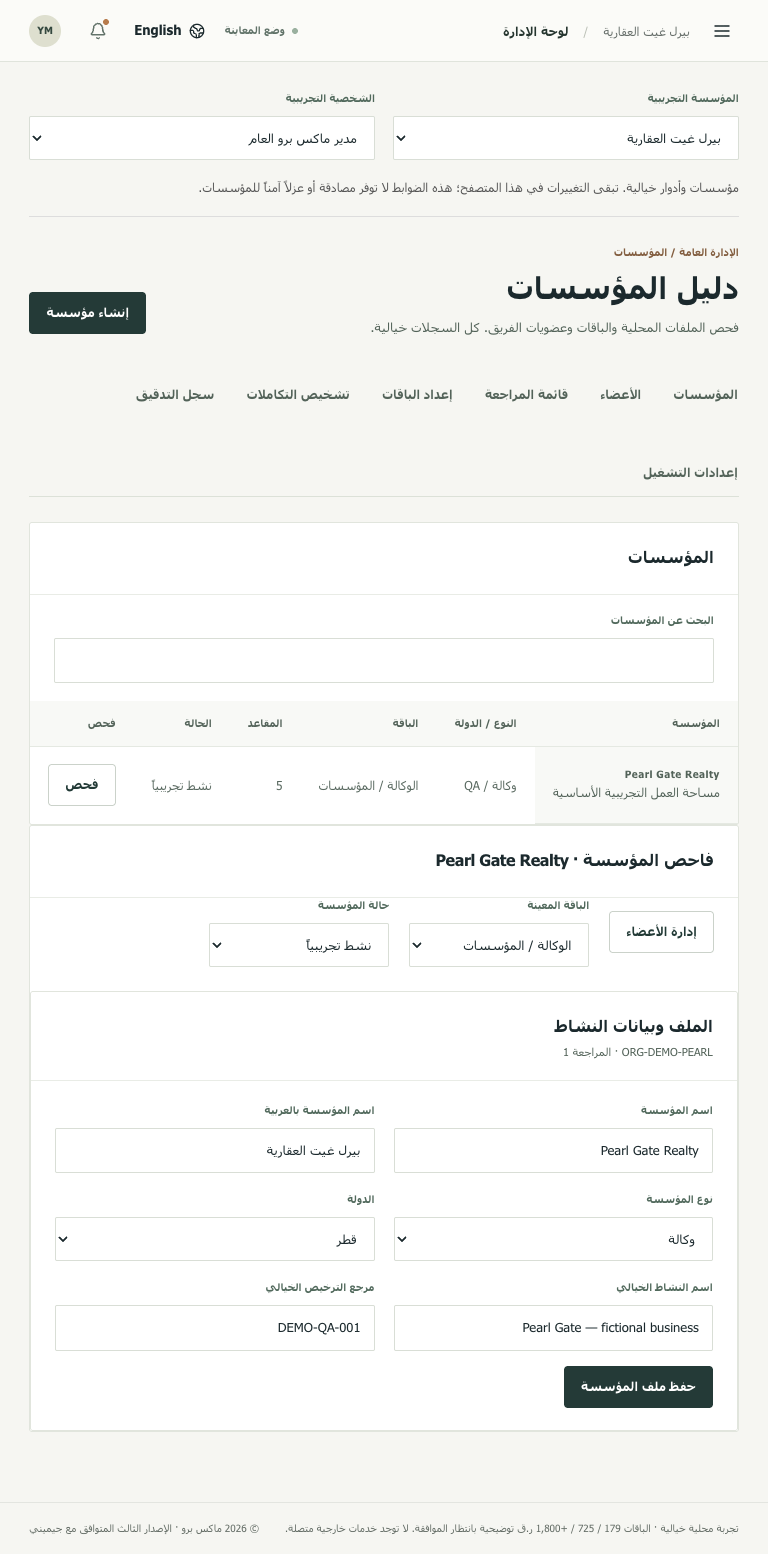 بيرل غيت العقارية / لوحة الإدارة
وضع المعاينة
English
YM
المؤسسة التجريبية
بيرل غيت العقارية
الشخصية التجريبية
مدير ماكس برو العام
مؤسسات وأدوار خيالية. تبقى التغييرات في هذا المتصفح؛ هذه الضوابط لا توفر مصادقة أو عزلاً آمناً للمؤسسات.
الإدارة العامة / المؤسسات
دليل المؤسسات
فحص الملفات المحلية والباقات وعضويات الفريق. كل السجلات خيالية.
إنشاء مؤسسة
المؤسسات الأعضاء قائمة المراجعة إعداد الباقات تشخيص التكاملات سجل التدقيق
إعدادات التشغيل
المؤسسات
البحث عن المؤسسات
المؤسسة النوع / الدولة الباقة المقاعد الحالة فحص
Pearl Gate Realty
مساحة العمل التجريبية الأساسية
وكالة / QA الوكالة / المؤسسات 5 نشط تجريبياً فحص
فاحص المؤسسة · Pearl Gate Realty
إدارة الأعضاء
الباقة المعينة
الوكالة / المؤسسات
حالة المؤسسة
نشط تجريبياً
الملف وبيانات النشاط
ORG-DEMO-PEARL · المراجعة 1
اسم المؤسسة
Pearl Gate Realty
اسم المؤسسة بالعربية
بيرل غيت العقارية
نوع المؤسسة
وكالة
الدولة
قطر
اسم النشاط الخيالي
Pearl Gate — fictional business
مرجع الترخيص الخيالي
DEMO-QA-001
حفظ ملف المؤسسة
تجربة محلية خيالية · الباقات 179 / 725 / +1,800 ر.ق توضيحية بانتظار الموافقة. لا توجد خدمات خارجية متصلة.
© 2026 ماكس برو · الإصدار الثالث المتوافق مع جيميني